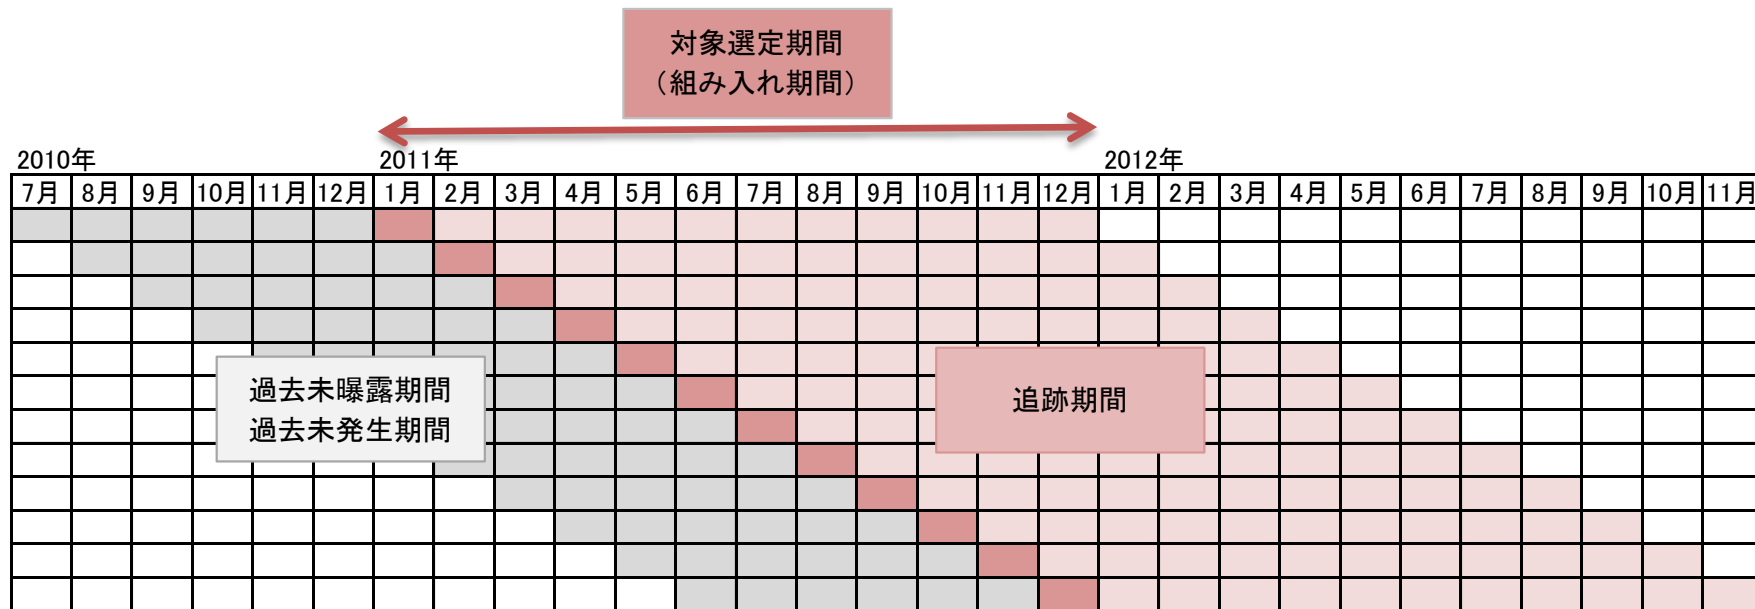 対象選定期間
（組み入れ期間）
2010年 2011年 2012年
7月 8月 9月 10月 11月 12月 1月 2月 3月 4月 5月 6月 7月 8月 9月 10月 11月 12月 1月 2月 3月 4月 5月 6月 7月 8月 9月 10月 11月
過去未曝露期間
過去未発生期間
追跡期間